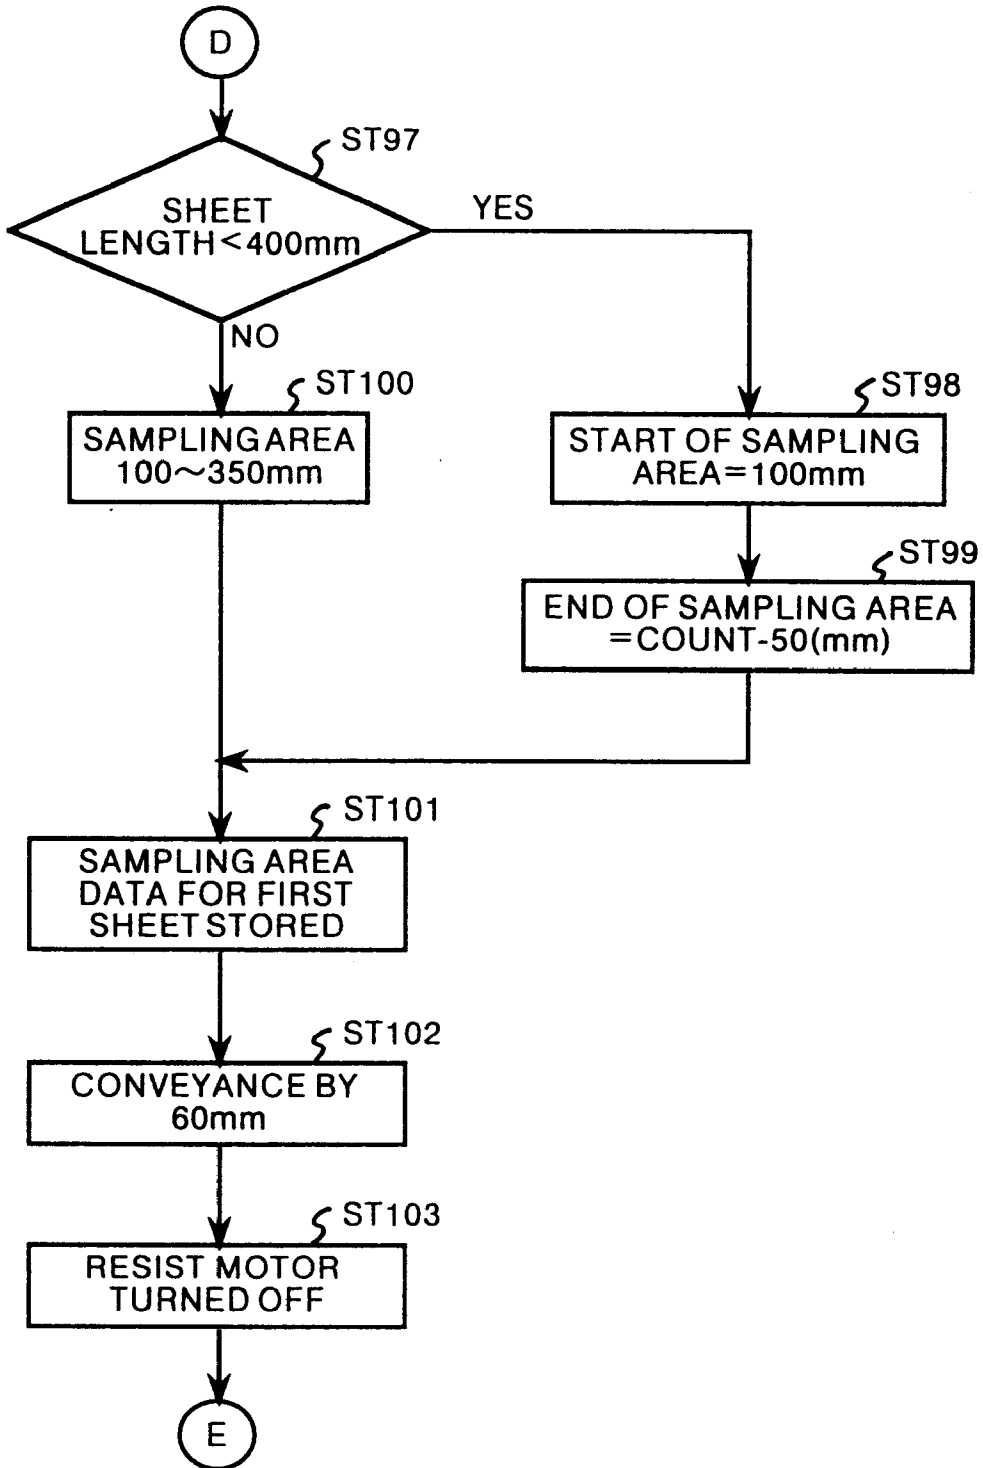 D
ST97
SHEET
LENGTH<400mm
YES
NO
ST100
SAMPLING AREA
100~350mm
ST98
START OF SAMPLING
AREA=100mm
ST99
END OF SAMPLING AREA
=COUNT-50(mm)
ST101
SAMPLING AREA
DATA FOR FIRST
SHEET STORED
ST102
CONVEYANCE BY
60mm
ST103
RESIST MOTOR
TURNED OFF
E